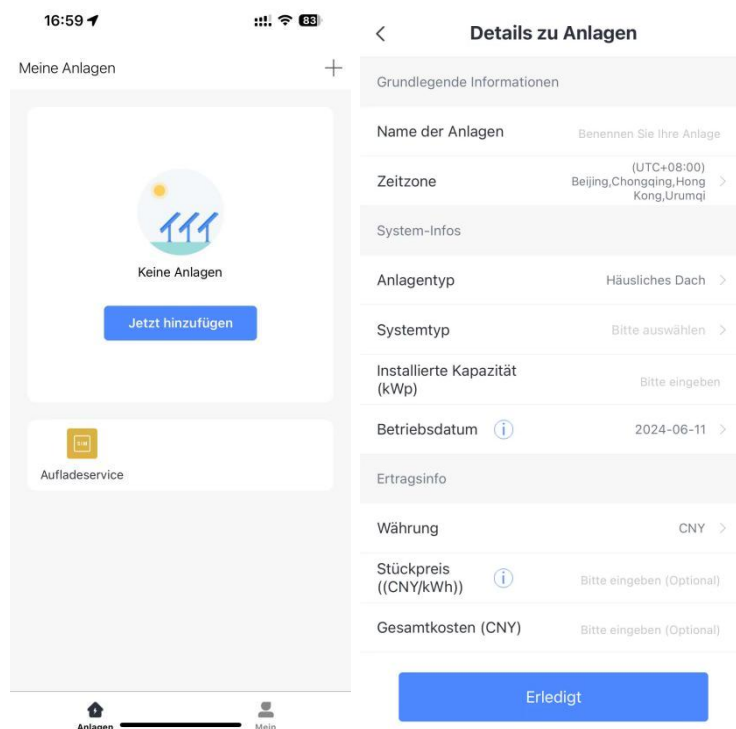 16:59
83
Meine Anlagen
Keine Anlagen
Jetzt hinzufügen
SIM
Aufladeservice
Anlagen
Mein
Details zu Anlagen
Grundlegende Informationen
Name der Anlagen
Benennen Sie Ihre Anlage
Zeitzone
(UTC+08:00)
Beijing,Chongqing,Hong
Kong,Urumqi
System-Infos
Anlagentyp
Häusliches Dach
Systemtyp
Bitte auswählen
Installierte Kapazität
(kWp)
Bitte eingeben
Betriebsdatum
2024-06-11
Ertragsinfo
Währung
CNY
Stückpreis
((CNY/kWh))
Bitte eingeben (Optional)
Gesamtkosten (CNY)
Bitte eingeben (Optional)
Erledigt